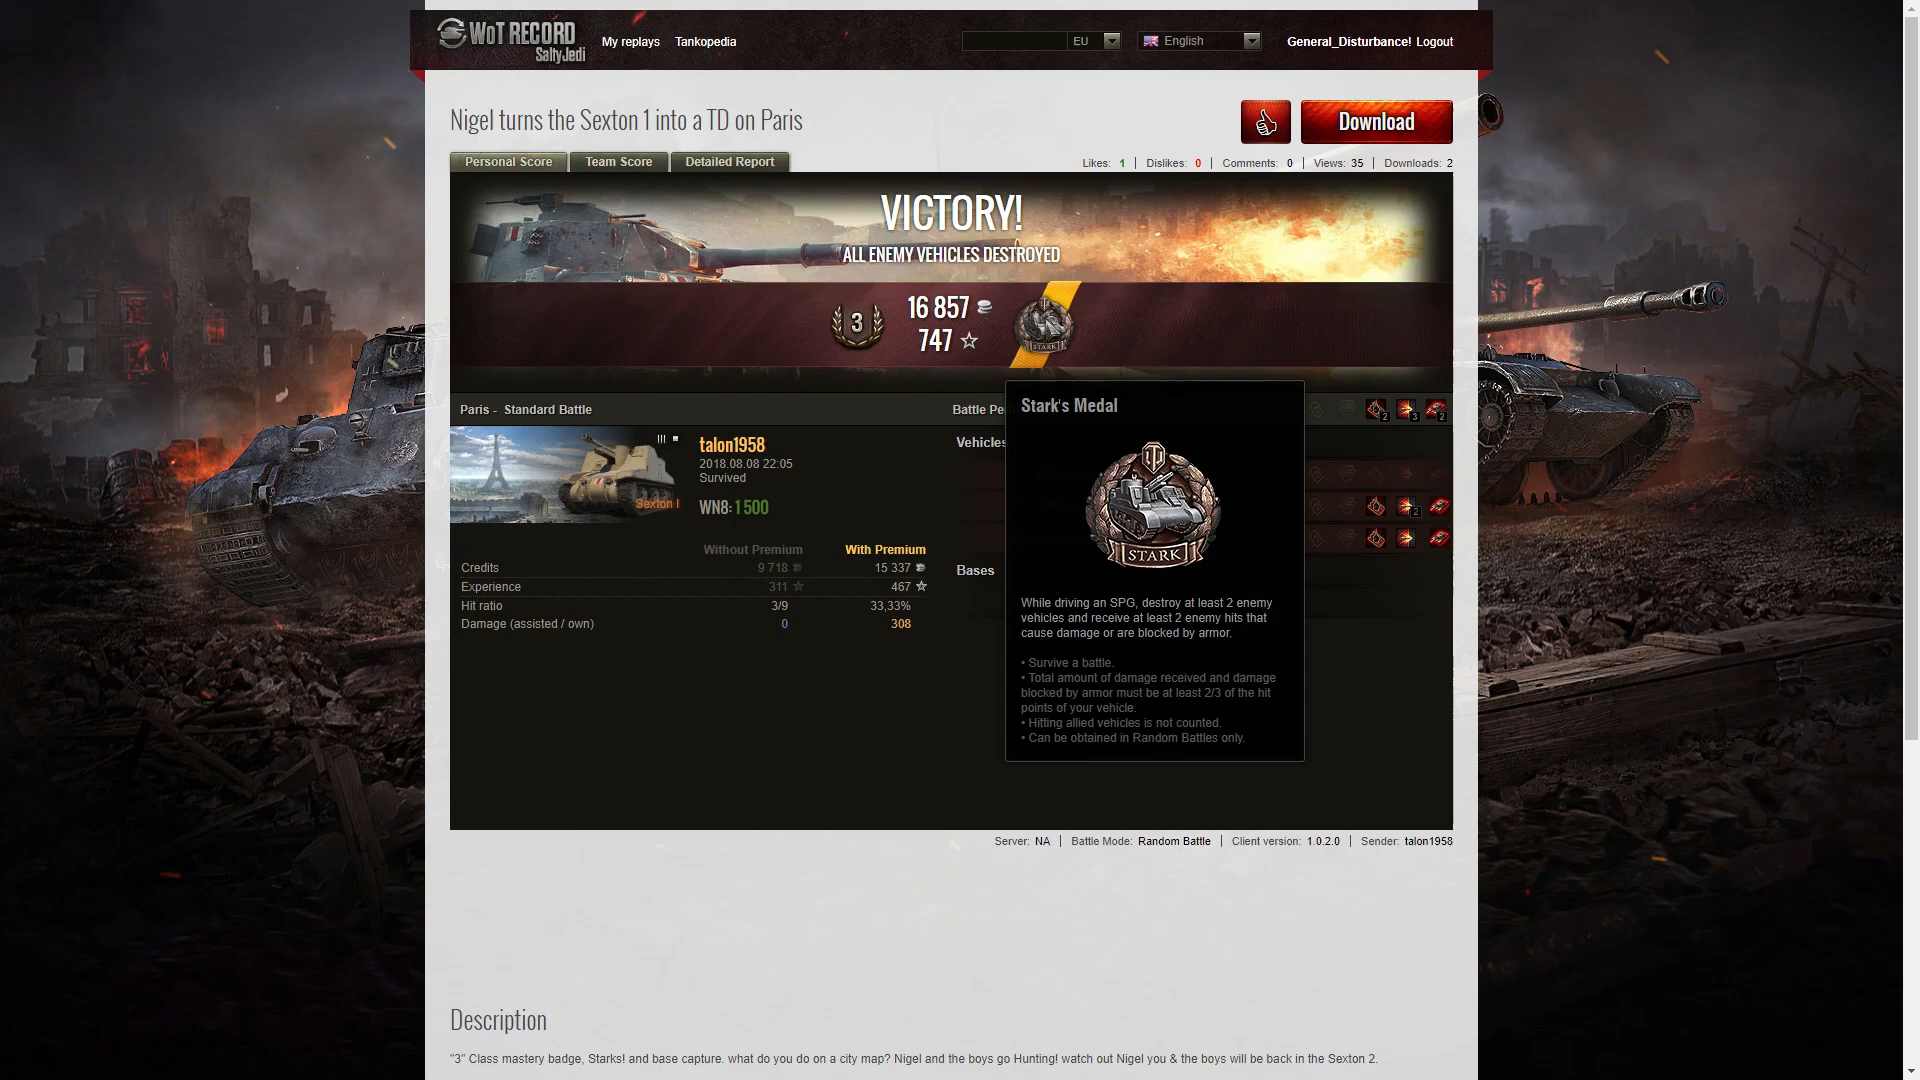 WoT RECORD
SaltyJedi
My replays Tankopedia
EU English
General_Disturbance! Logout
Nigel turns the Sexton 1 into a TD on Paris
Download
Personal Score Team Score Detailed Report
Likes: 1 | Dislikes: 0 | Comments: 0 | Views: 35 | Downloads: 2
VICTORY!
ALL ENEMY VEHICLES DESTROYED
3
16 857
747
STARK
Paris - Standard Battle
Battle Pe
2 3 2
III
Sexton I
talon1958
2018.08.08 22:05
Survived
WN8: 1 500
Vehicles
2
Bases
Without Premium With Premium
Credits 9 718 15 337
Experience 311 467
Hit ratio 3/9 33,33%
Damage (assisted / own) 0 308
Stark's Medal
STARK
While driving an SPG, destroy at least 2 enemy
vehicles and receive at least 2 enemy hits that
cause damage or are blocked by armor.
• Survive a battle.
• Total amount of damage received and damage
blocked by armor must be at least 2/3 of the hit
points of your vehicle.
• Hitting allied vehicles is not counted.
• Can be obtained in Random Battles only.
Server: NA | Battle Mode: Random Battle | Client version: 1.0.2.0 | Sender: talon1958
Description
"3" Class mastery badge, Starks! and base capture. what do you do on a city map? Nigel and the boys go Hunting! watch out Nigel you & the boys will be back in the Sexton 2.